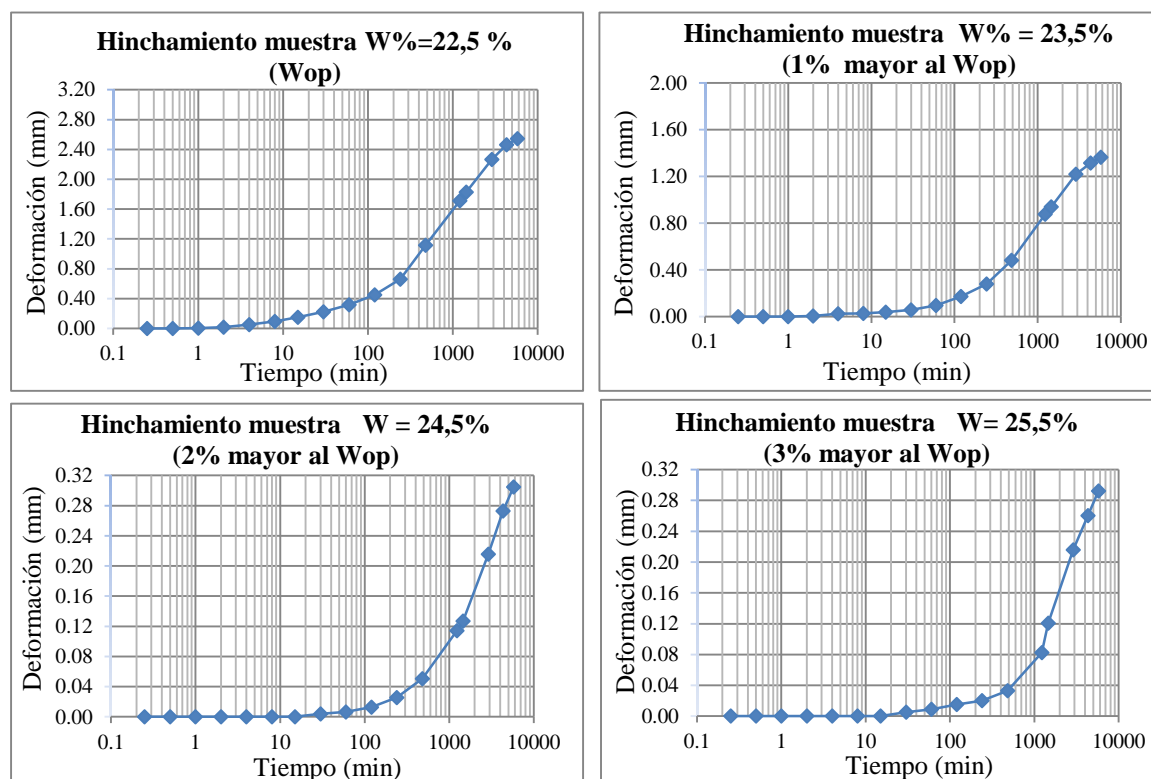 Hinchamiento muestra W%=22,5 %
(Wop)
Deformación (mm)
3.20
2.80
2.40
2.00
1.60
1.20
0.80
0.40
0.00
0.1 1 10 100 1000 10000
Tiempo (min)
Hinchamiento muestra W% = 23,5%
(1% mayor al Wop)
Deformación (mm)
2.00
1.60
1.20
0.80
0.40
0.00
0.1 1 10 100 1000 10000
Tiempo (min)
Hinchamiento muestra W = 24,5%
(2% mayor al Wop)
Deformación (mm)
0.32
0.28
0.24
0.20
0.16
0.12
0.08
0.04
0.00
0.1 1 10 100 1000 10000
Tiempo (min)
Hinchamiento muestra W= 25,5%
(3% mayor al Wop)
Deformación (mm)
0.32
0.28
0.24
0.20
0.16
0.12
0.08
0.04
0.00
0.1 1 10 100 1000 10000
Tiempo (min)